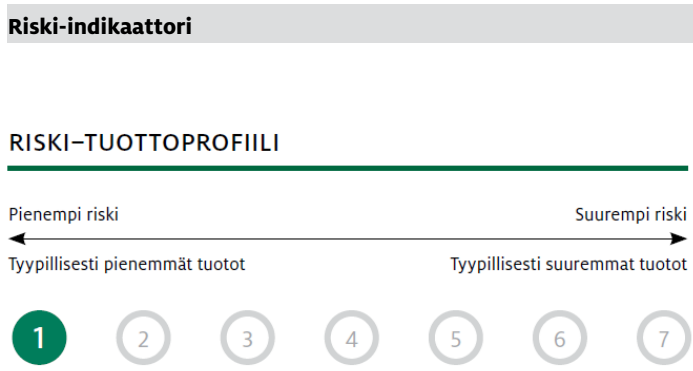 Riski-indikaattori
RISKI–TUOTTOPROFIILI
Pienempi riski Suurempi riski
Tyypillisesti pienemmät tuotot Tyypillisesti suuremmat tuotot
1 2 3 4 5 6 7